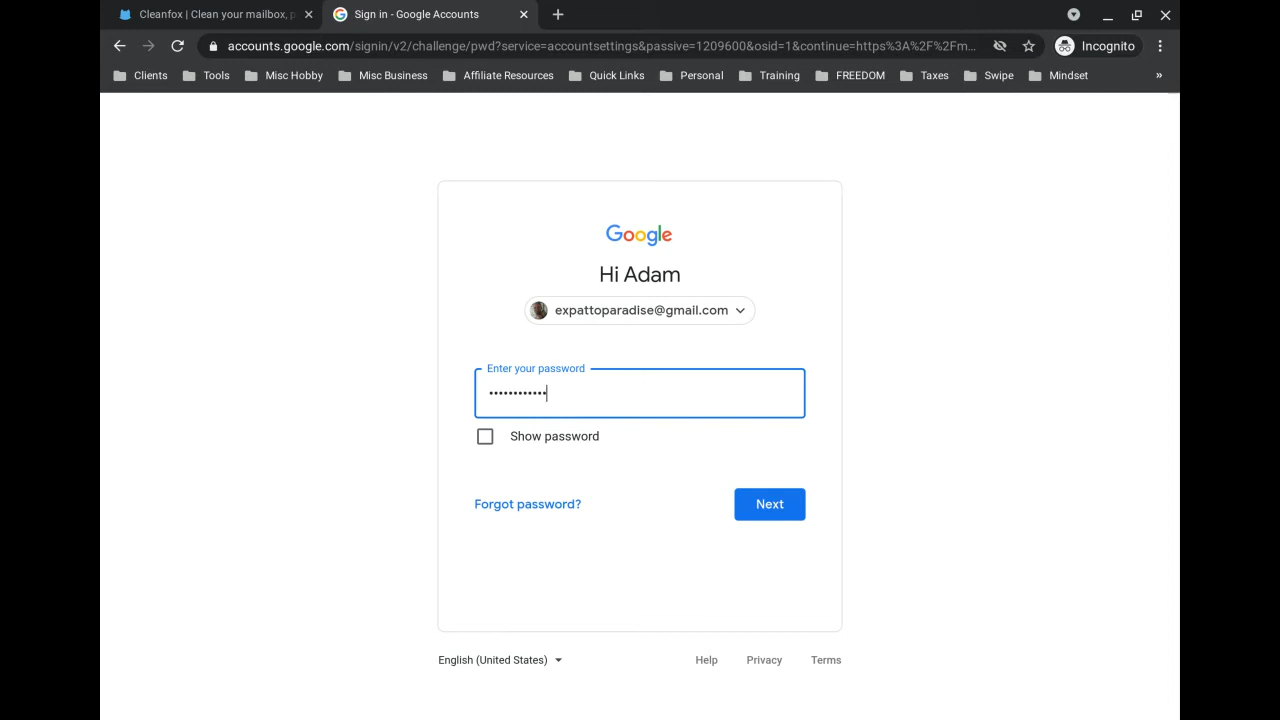 Cleanfox | Clean your mailbox, p
Sign in - Google Accounts
accounts.google.com/signin/v2/challenge/pwd?service=accountsettings&passive=1209600&osid=1&continue=https%3A%2F%2Fm...
Incognito
Clients
Tools
Misc Hobby
Misc Business
Affiliate Resources
Quick Links
Personal
Training
FREEDOM
Taxes
Swipe
Mindset
»
Google
Hi Adam
expattoparadise@gmail.com
Enter your password
••••••••••••
Show password
Forgot password?
Next
English (United States)
Help
Privacy
Terms